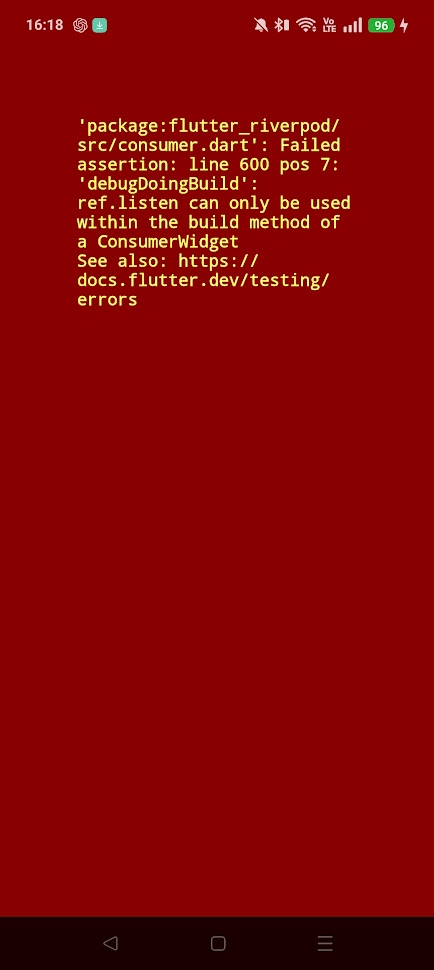 16:18
Vo
LTE
96
'package:flutter_riverpod/
src/consumer.dart': Failed
assertion: line 600 pos 7:
'debugDoingBuild':
ref.listen can only be used
within the build method of
a ConsumerWidget
See also: https://
docs.flutter.dev/testing/
errors